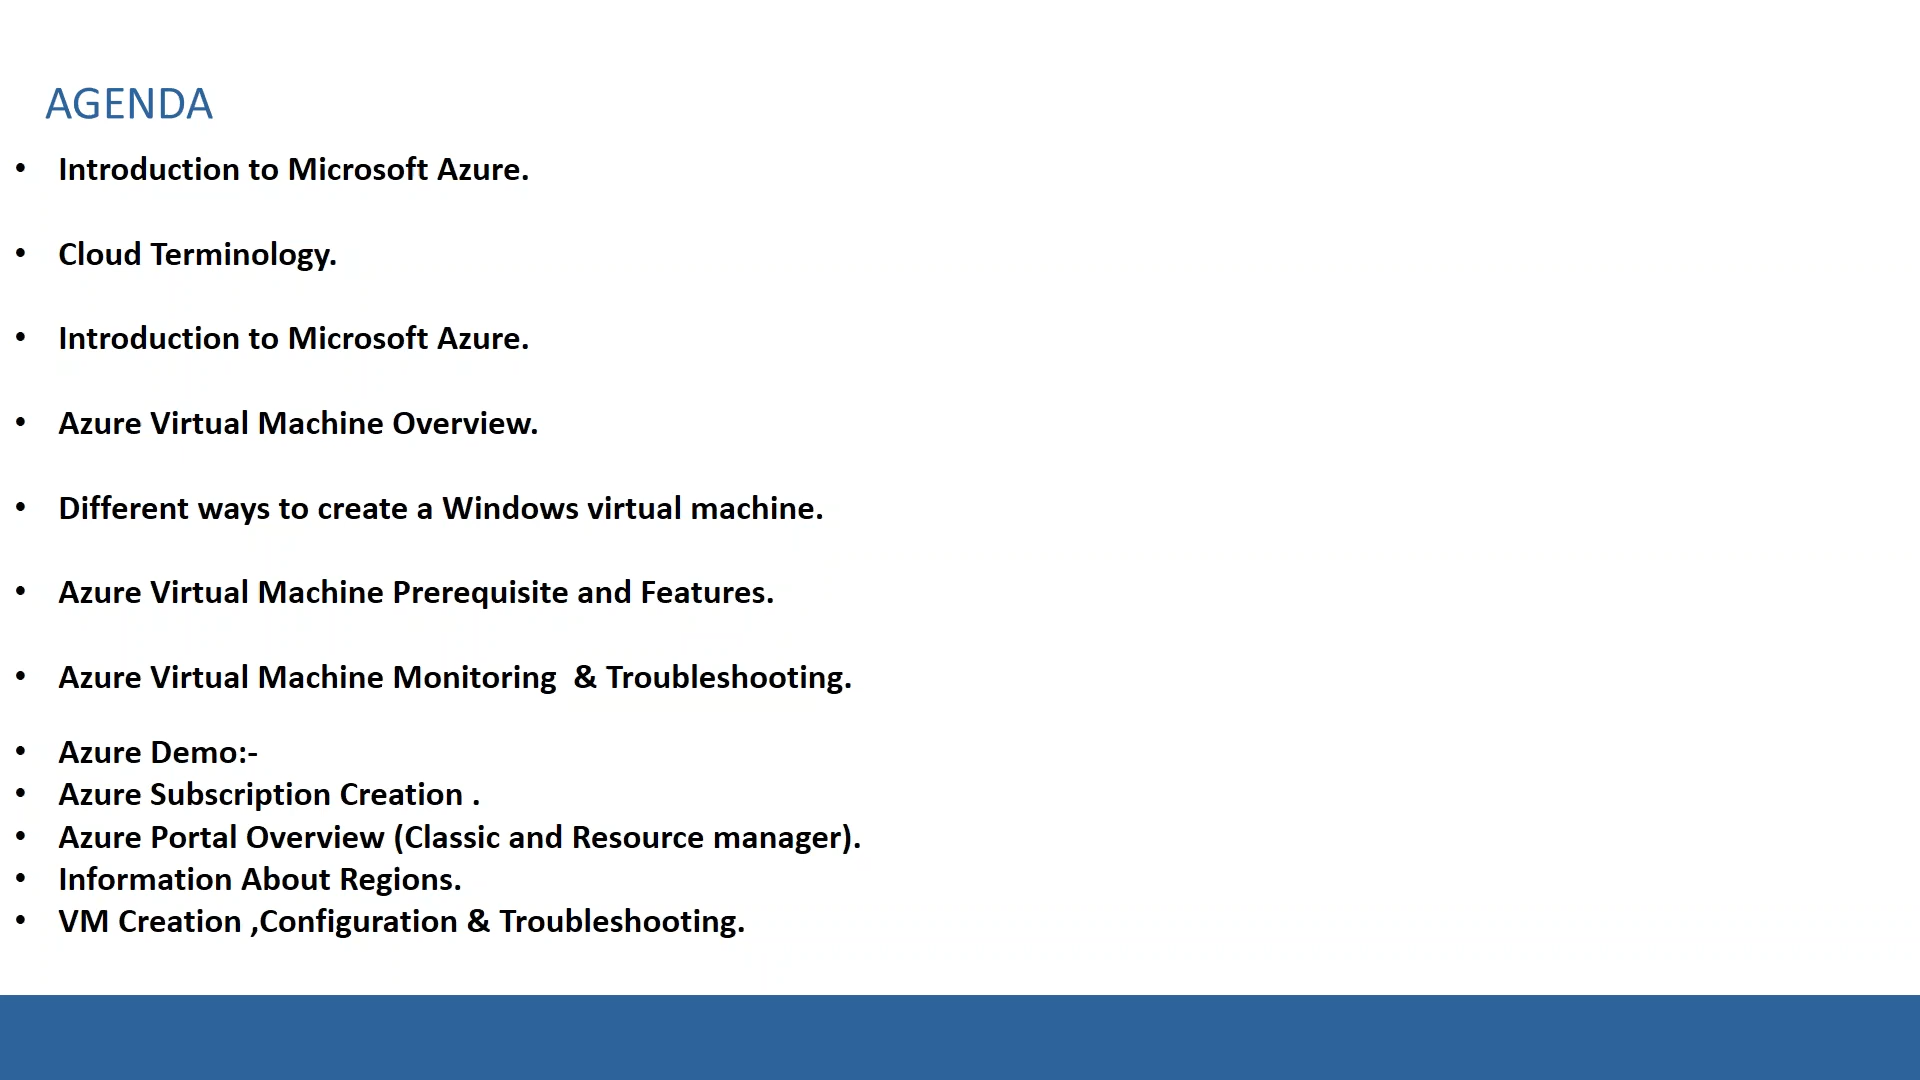 AGENDA
• Introduction to Microsoft Azure.
• Cloud Terminology.
• Introduction to Microsoft Azure.
• Azure Virtual Machine Overview.
• Different ways to create a Windows virtual machine.
• Azure Virtual Machine Prerequisite and Features.
• Azure Virtual Machine Monitoring  & Troubleshooting.
• Azure Demo:-
• Azure Subscription Creation .
• Azure Portal Overview (Classic and Resource manager).
• Information About Regions.
• VM Creation ,Configuration & Troubleshooting.